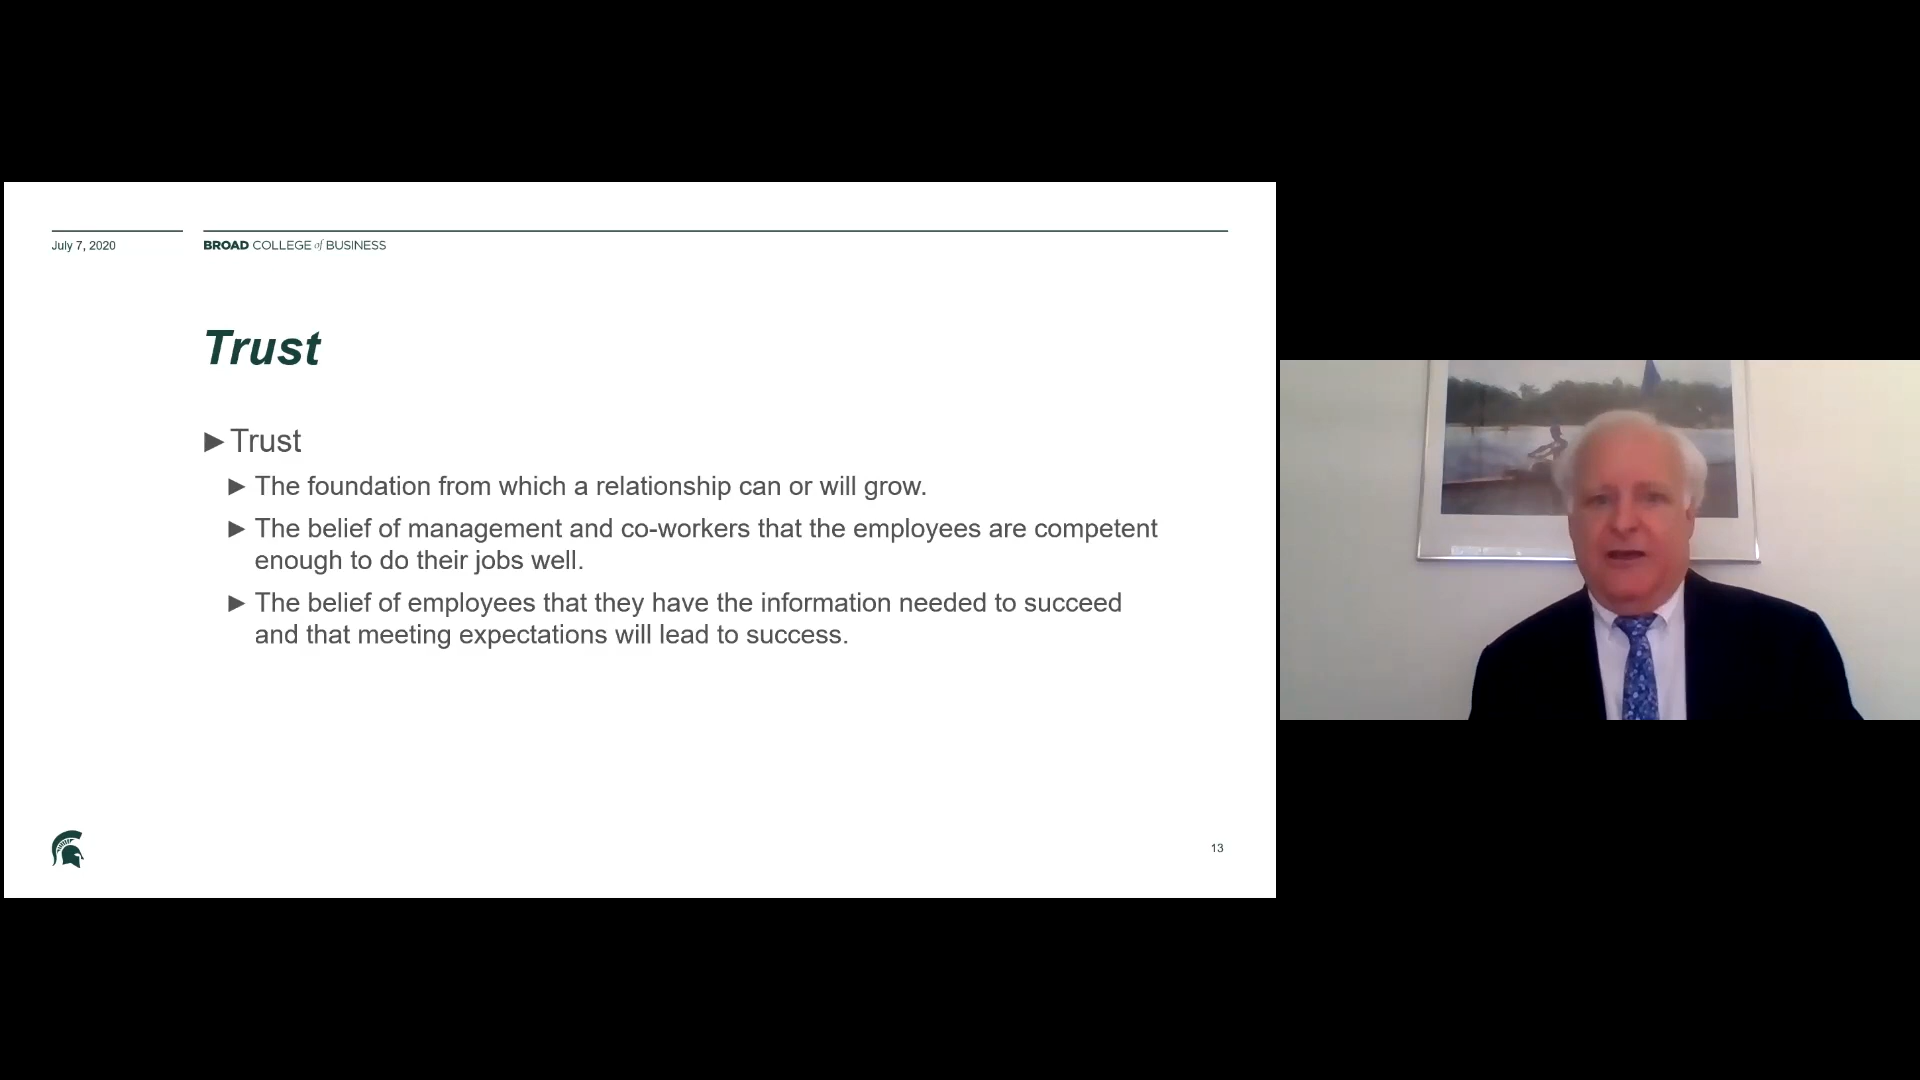 July 7, 2020
BROAD COLLEGE of BUSINESS
Trust
►Trust
► The foundation from which a relationship can or will grow.
► The belief of management and co-workers that the employees are competent
enough to do their jobs well.
► The belief of employees that they have the information needed to succeed
and that meeting expectations will lead to success.
13